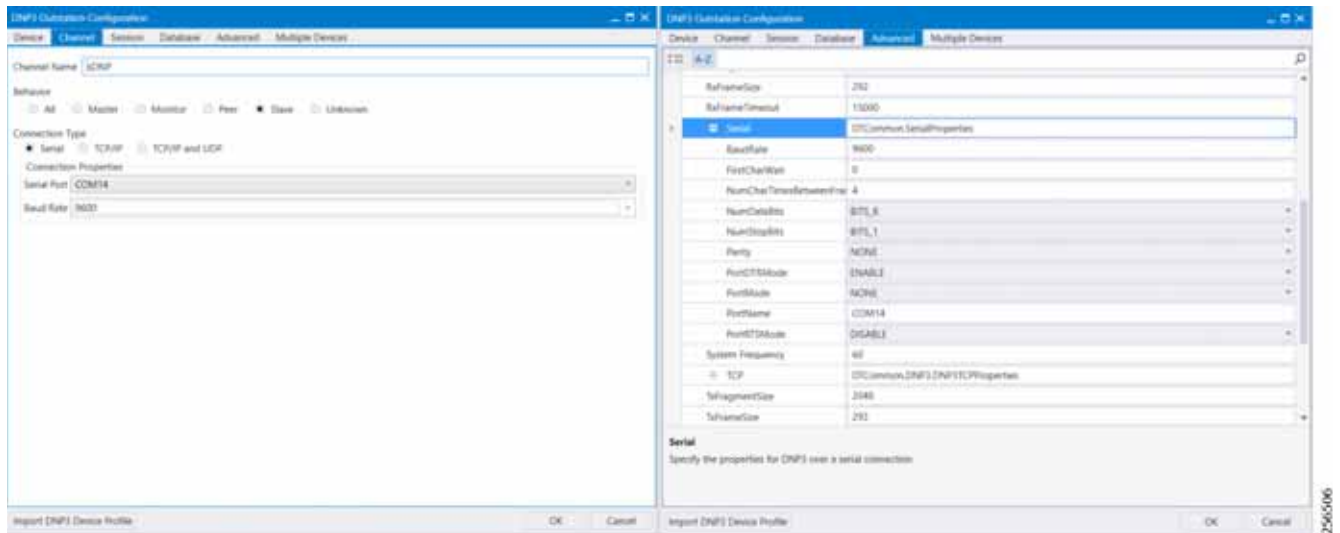 DNP3 Outstation Configuration
Device Channel Session Database Advanced Multiple Devices
Channel Name sDNP
Behavior
All Master Monitor Peer Slave Unknown
Connection Type
Serial TCP/IP TCP/IP and UDP
Connection Properties
Serial Port COM14
Baud Rate 9600
Import DNP3 Device Profile OK Cancel
DNP3 Outstation Configuration
Device Channel Session Database Advanced Multiple Devices
A-Z
RxFrameSize 292
RxFrameTimeout 15000
Serial OTCommon.SerialProperties
BaudRate 9600
FirstCharWait 0
NumCharTimesBetweenFra 4
NumDataBits BITS_8
NumStopBits BITS_1
Parity NONE
PortDTRMode ENABLE
PortMode NONE
PortName COM14
PortRTSMode DISABLE
System Frequency 60
TCP OTCommon.DNP3.DNP3TCPProperties
TxFragmentSize 2048
TxFrameSize 292
Serial
Specify the properties for DNP3 over a serial connection
Import DNP3 Device Profile OK Cancel
256506